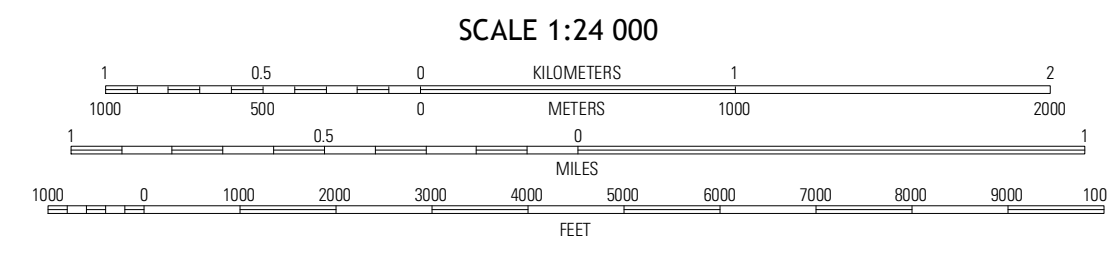 SCALE 1:24 000
1 0.5 0 KILOMETERS 1 2
1000 500 0 METERS 1000 2000
1 0.5 0 1
MILES
1000 0 1000 2000 3000 4000 5000 6000 7000 8000 9000 100
FEET